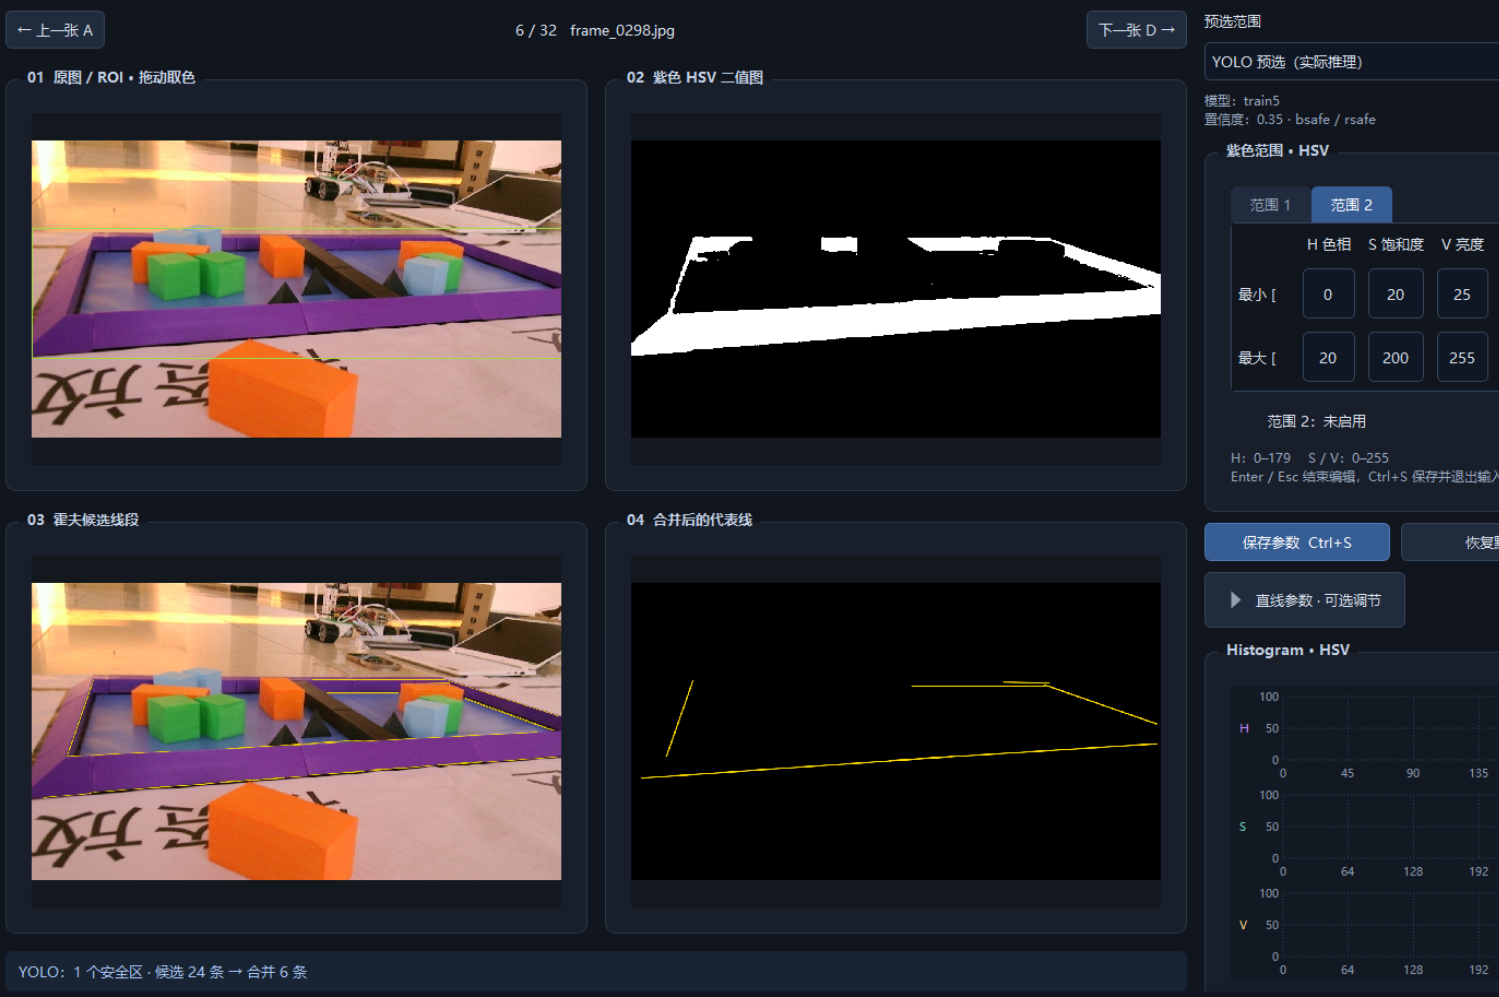 ← 上一张 A
6 / 32 frame_0298.jpg
下一张 D →
01 原图 / ROI • 拖动取色
02 紫色 HSV 二值图
03 霍夫候选线段
04 合并后的代表线
YOLO：1 个安全区 · 候选 24 条 → 合并 6 条
预选范围
YOLO 预选（实际推理）
模型：train5
置信度：0.35 · bsafe / rsafe
紫色范围 • HSV
范围 1 范围 2
H 色相 S 饱和度 V 亮度
最小 [ 0 20 25
最大 [ 20 200 255
范围 2：未启用
H：0–179 S / V：0–255
Enter / Esc 结束编辑，Ctrl+S 保存并退出输入
保存参数 Ctrl+S
恢复
▶ 直线参数 · 可选调节
Histogram • HSV
H
100
50
0
0 45 90 135
S
100
50
0
0 64 128 192
V
100
50
0
0 64 128 192